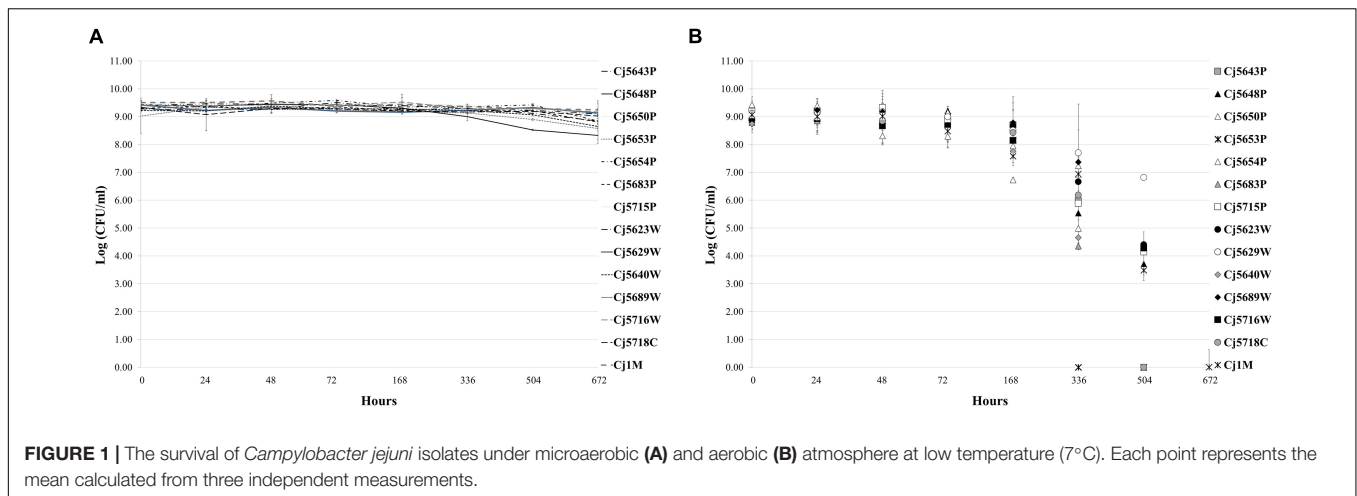 A
11.00
10.00
9.00
8.00
7.00
6.00
5.00
4.00
3.00
2.00
1.00
0.00
Log (CFU/ml)
0 24 48 72 168 336 504 672
Hours
Cj5643P
Cj5648P
Cj5650P
Cj5653P
Cj5654P
Cj5683P
Cj5715P
Cj5623W
Cj5629W
Cj5640W
Cj5689W
Cj5716W
Cj5718C
Cj1M
B
11.00
10.00
9.00
8.00
7.00
6.00
5.00
4.00
3.00
2.00
1.00
0.00
Log (CFU/ml)
0 24 48 72 168 336 504 672
Hours
Cj5643P
Cj5648P
Cj5650P
Cj5653P
Cj5654P
Cj5683P
Cj5715P
Cj5623W
Cj5629W
Cj5640W
Cj5689W
Cj5716W
Cj5718C
Cj1M
FIGURE 1 | The survival of Campylobacter jejuni isolates under microaerobic (A) and aerobic (B) atmosphere at low temperature (7°C). Each point represents the
mean calculated from three independent measurements.